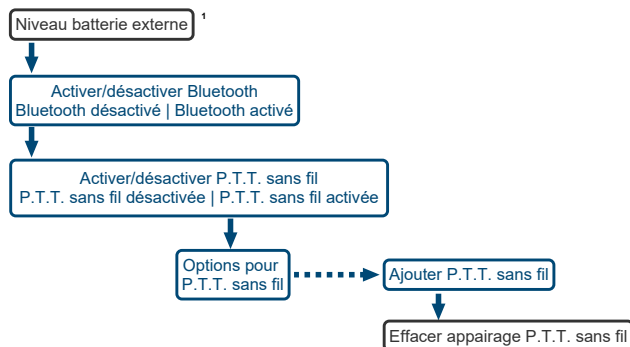 Niveau batterie externe ¹
Activer/désactiver Bluetooth
Bluetooth désactivé | Bluetooth activé
Activer/désactiver P.T.T. sans fil
P.T.T. sans fil désactivée | P.T.T. sans fil activée
Options pour
P.T.T. sans fil
Ajouter P.T.T. sans fil
Effacer appairage P.T.T. sans fil